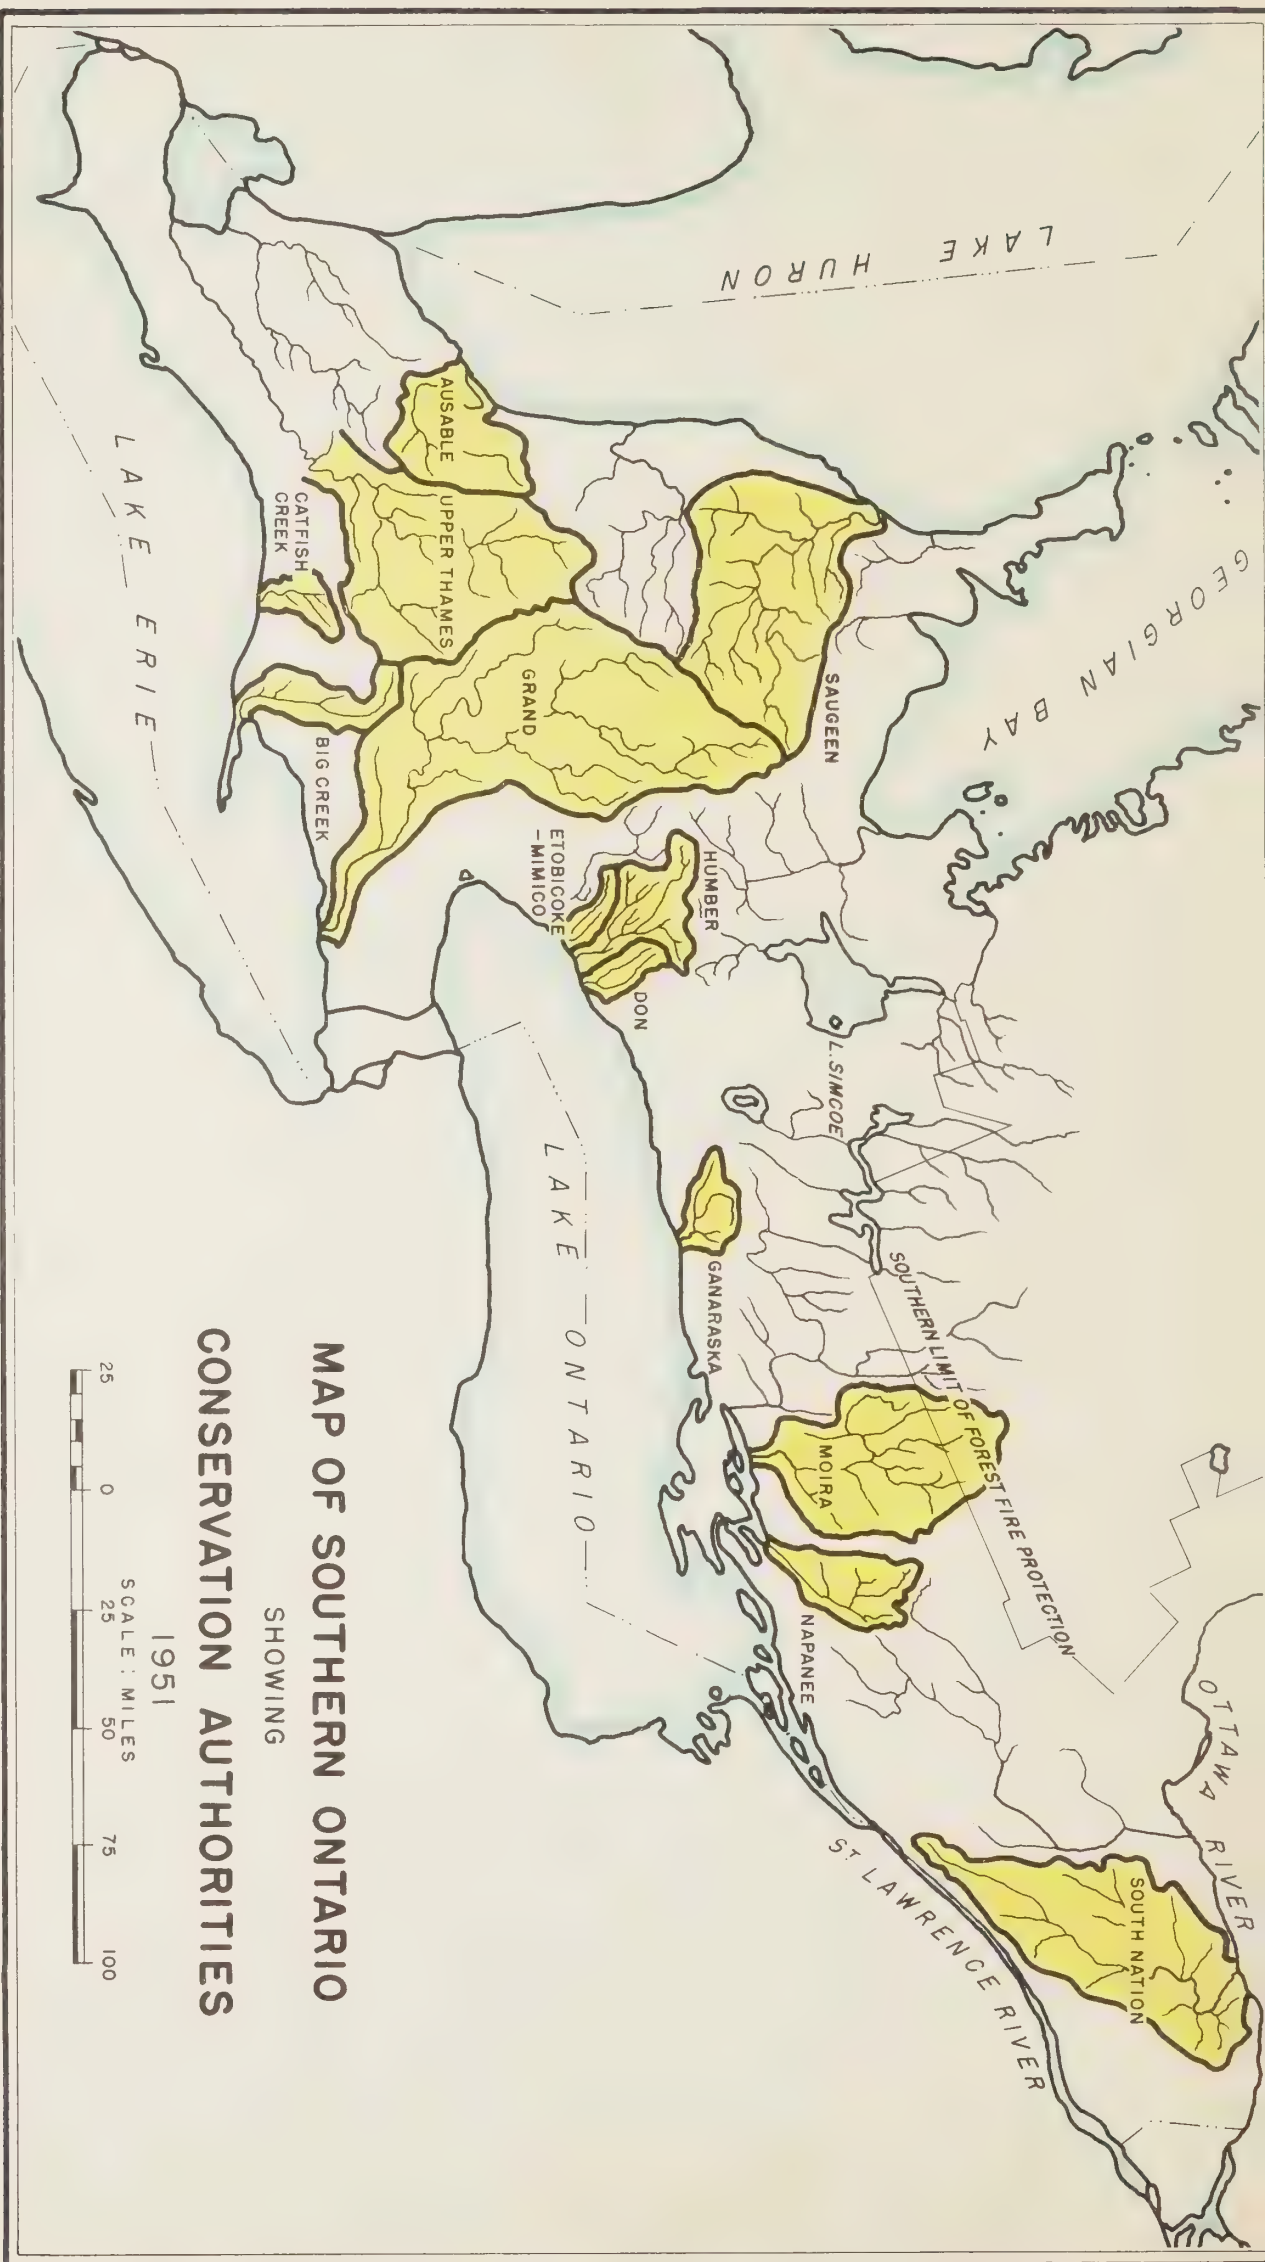 MAP OF SOUTHERN ONTARIO
SHOWING
CONSERVATION AUTHORITIES
1951
SCALE : MILES
25 0 25 50 75 100
LAKE HURON
GEORGIAN BAY
LAKE ERIE
LAKE ONTARIO
L. SIMCOE
OTTAWA RIVER
ST LAWRENCE RIVER
SOUTHERN LIMIT OF FOREST FIRE PROTECTION
SAUGEEN
AUSABLE
UPPER THAMES
CATFISH
CREEK
GRAND
BIG CREEK
HUMBER
ETOBICOKE
-MIMICO
DON
GANARASKA
MOIRA
NAPANEE
SOUTH NATION